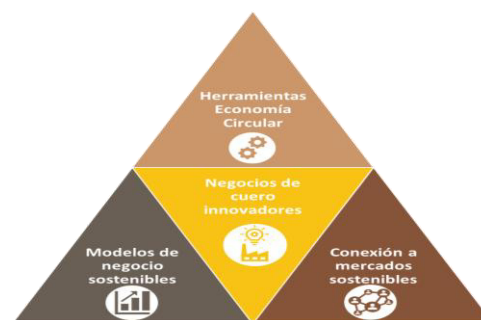 Herramientas
Economía
Circular
Negocios de
cuero
innovadores
Modelos de
negocio
sostenibles
Conexión a
mercados
sostenibles